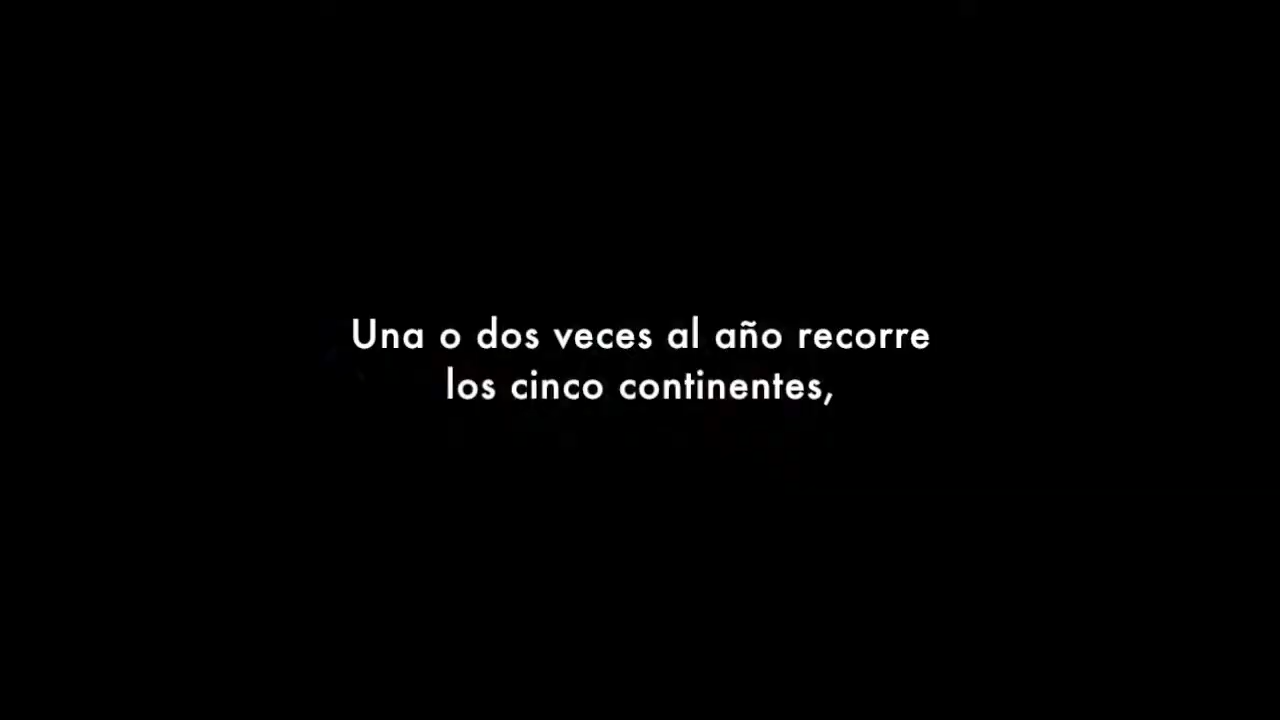 Una o dos veces al año recorre
los cinco continentes,